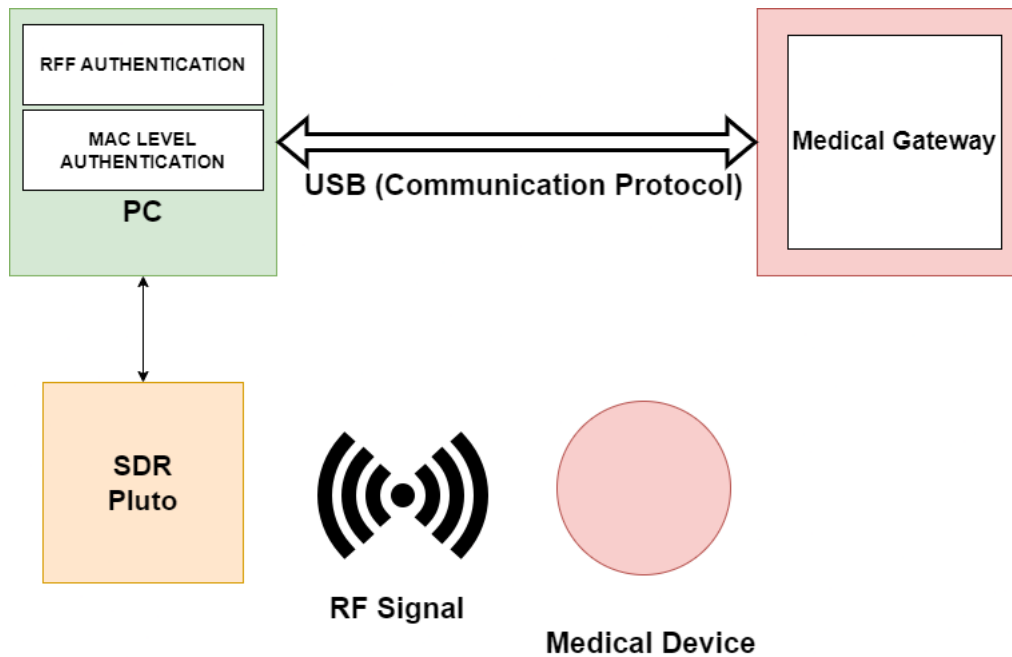 RFF AUTHENTICATION
MAC LEVEL
AUTHENTICATION
PC
USB (Communication Protocol)
Medical Gateway
SDR
Pluto
RF Signal
Medical Device